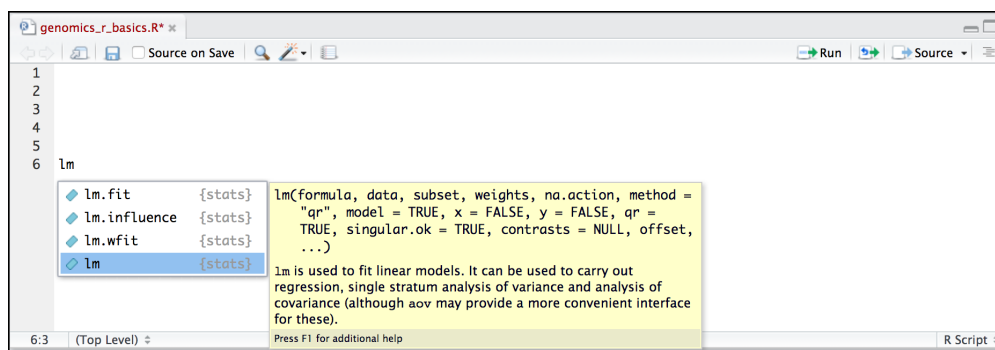 genomics_r_basics.R*
Source on Save Run Source
1
2
3
4
5
6 lm
lm.fit {stats}
lm.influence {stats}
lm.wfit {stats}
lm {stats}
lm(formula, data, subset, weights, na.action, method =
"qr", model = TRUE, x = FALSE, y = FALSE, qr =
TRUE, singular.ok = TRUE, contrasts = NULL, offset,
...)
lm is used to fit linear models. It can be used to carry out
regression, single stratum analysis of variance and analysis of
covariance (although aov may provide a more convenient interface
for these).
Press F1 for additional help
6:3 (Top Level) R Script